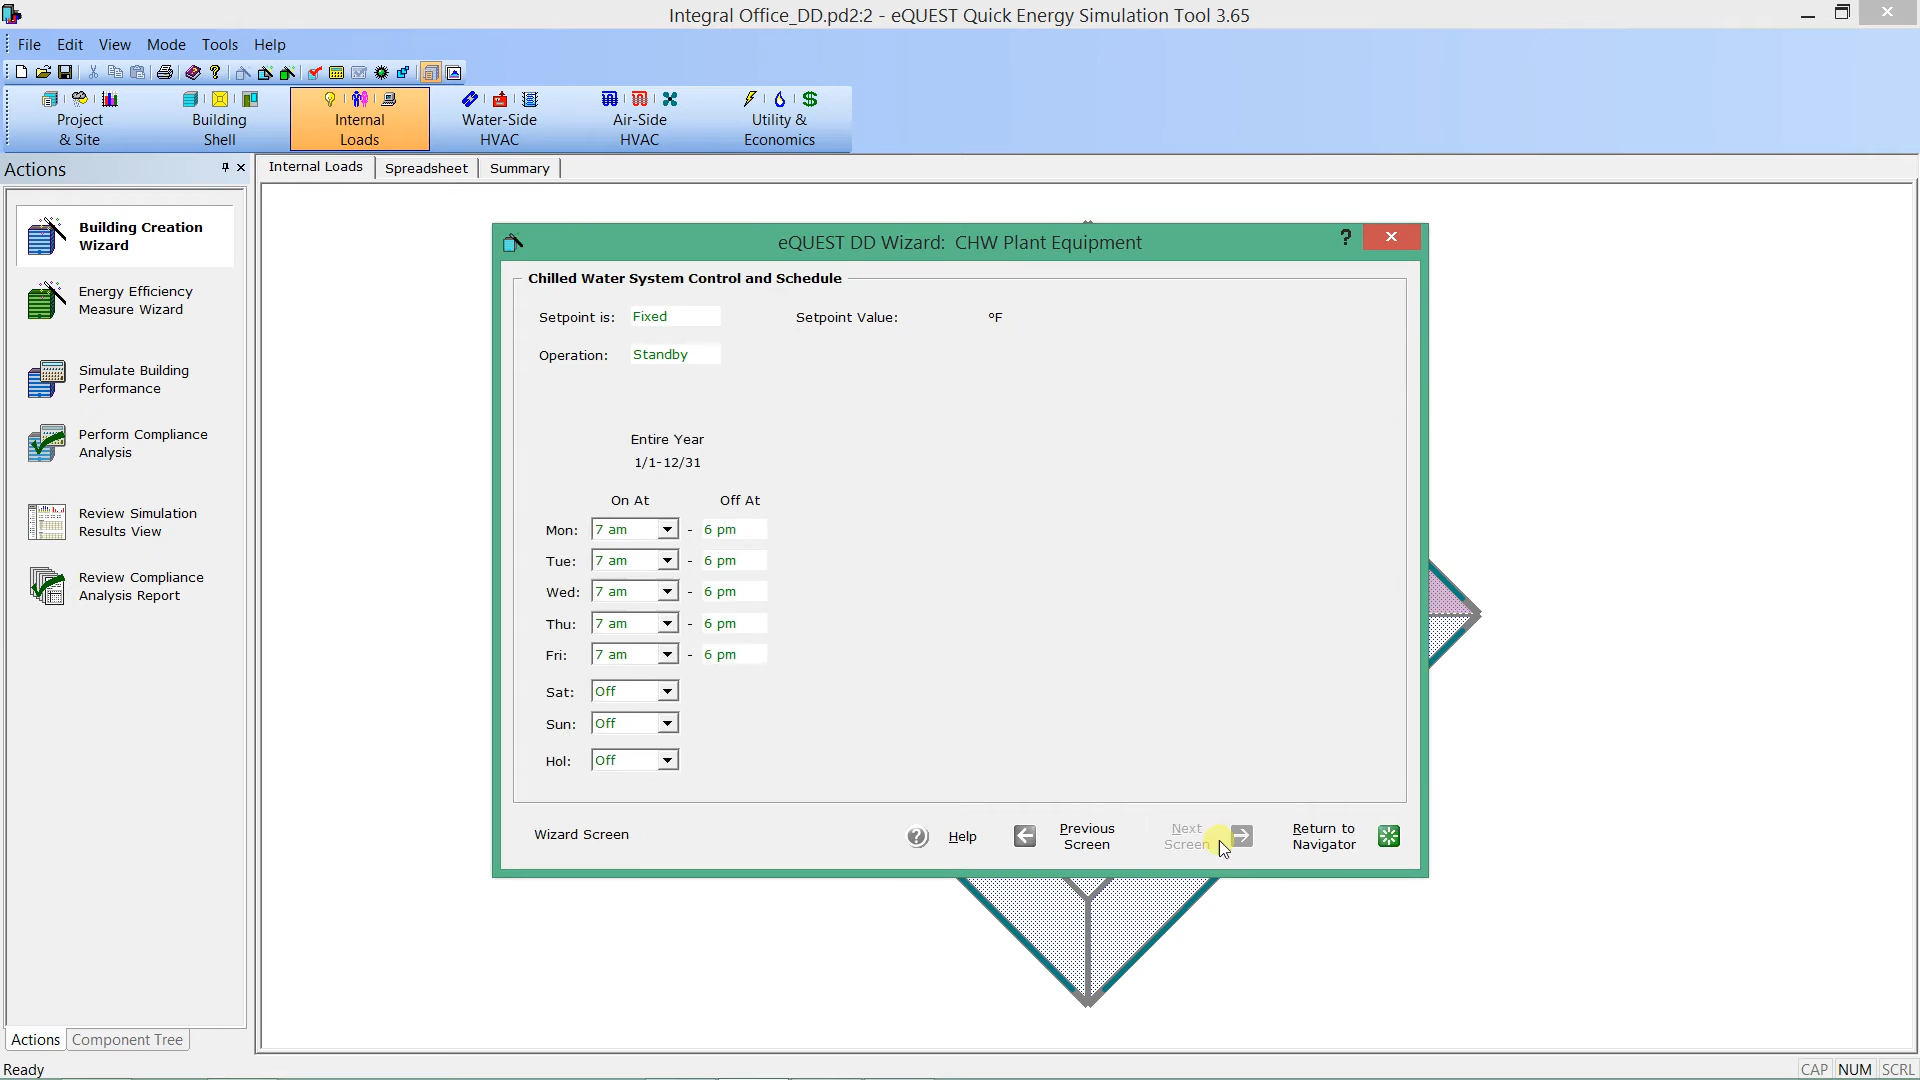 Integral Office_DD.pd2:2 - eQUEST Quick Energy Simulation Tool 3.65
File Edit View Mode Tools Help
Project & Site
Building Shell
Internal Loads
Water-Side HVAC
Air-Side HVAC
Utility & Economics
Actions
Internal Loads Spreadsheet Summary
Building Creation Wizard
Energy Efficiency Measure Wizard
Simulate Building Performance
Perform Compliance Analysis
Review Simulation Results View
Review Compliance Analysis Report
eQUEST DD Wizard: CHW Plant Equipment
Chilled Water System Control and Schedule
Setpoint is: Fixed Setpoint Value: °F
Operation: Standby
Entire Year
1/1-12/31
On At Off At
Mon: 7 am - 6 pm
Tue: 7 am - 6 pm
Wed: 7 am - 6 pm
Thu: 7 am - 6 pm
Fri: 7 am - 6 pm
Sat: Off
Sun: Off
Hol: Off
Wizard Screen
Help
Previous Screen
Next Screen
Return to Navigator
Actions Component Tree
Ready CAP NUM SCRL